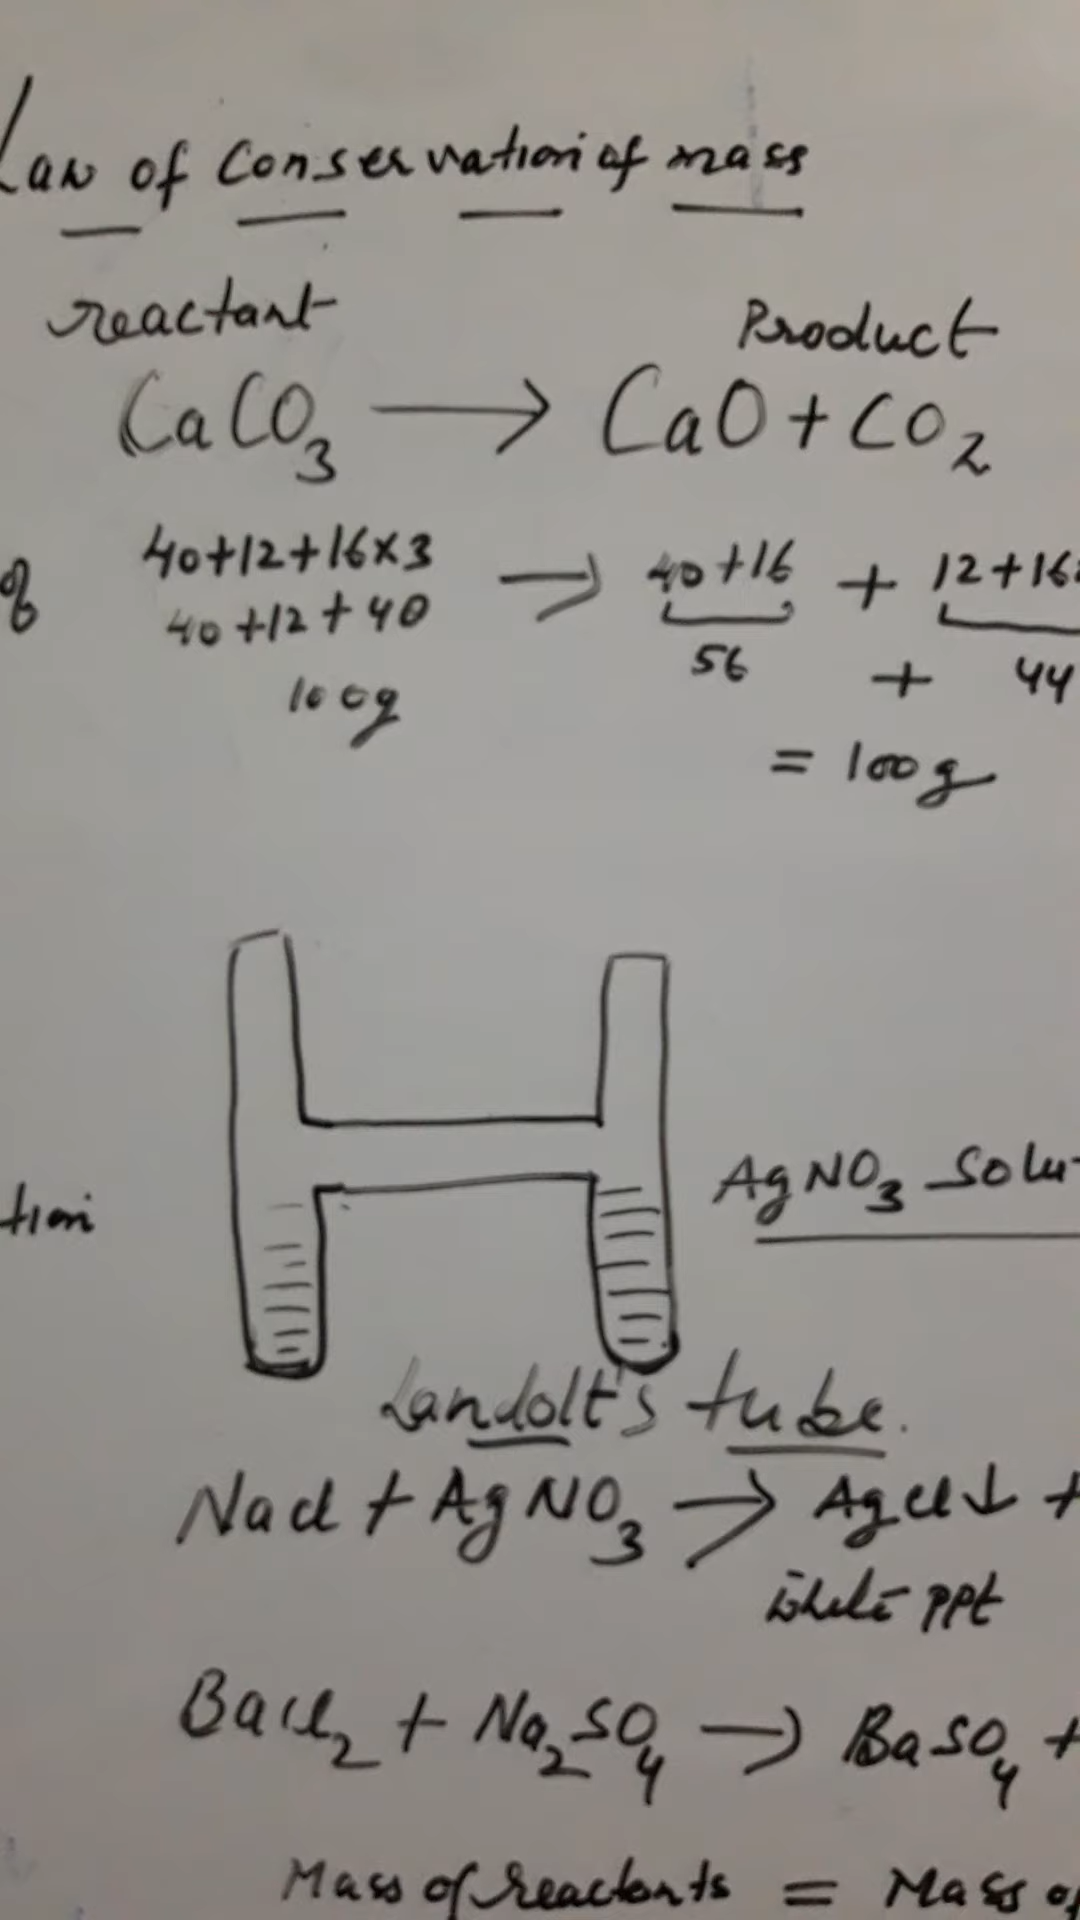 Law of Conservation of mass
reactant Product
CaCO₃ → CaO + CO₂
40+12+16×3 → 40+16 + 12+16
40+12+40 56 + 44
100g = 100g
AgNO₃ Solut
tion
Landolt's tube.
NaCl + AgNO₃ → AgCl↓ +
White PPt
BaCl₂ + Na₂SO₄ → BaSO₄ +
Mass of reactants = Mass of